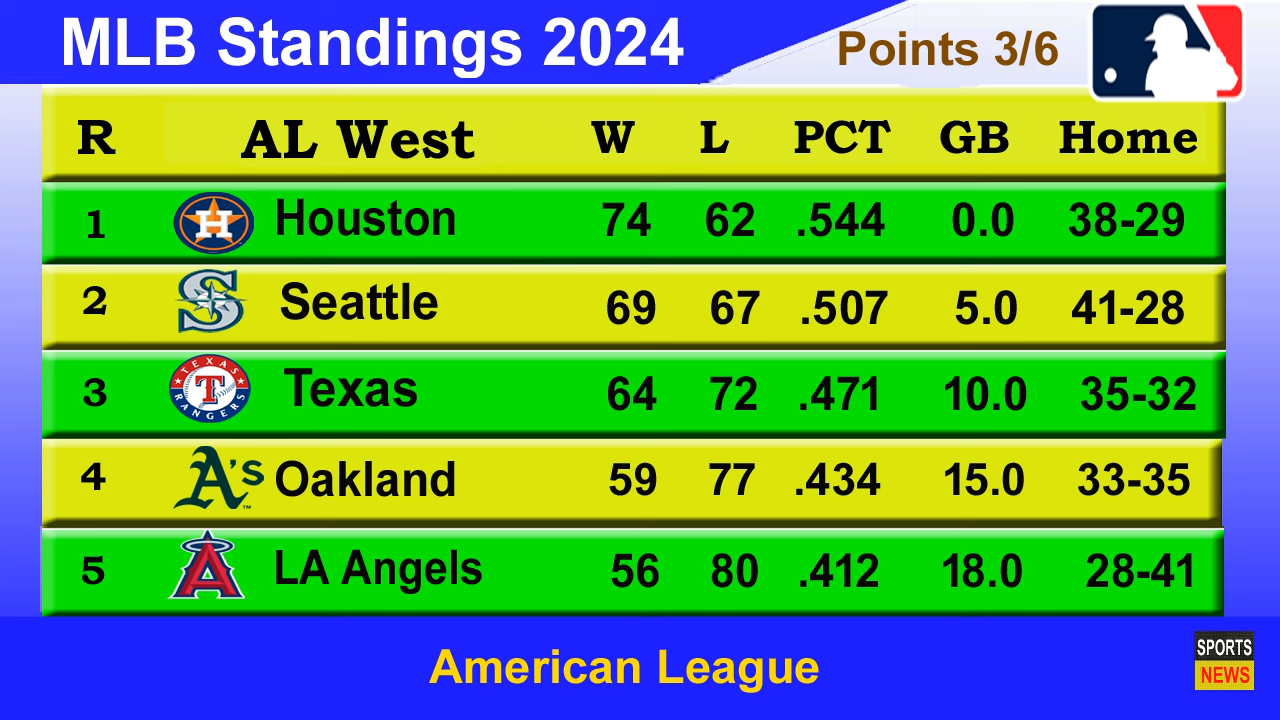 MLB Standings 2024
Points 3/6
R AL West W L PCT GB Home
1 H Houston 74 62 .544 0.0 38-29
2 S Seattle 69 67 .507 5.0 41-28
3 TEXAS T RANGERS Texas 64 72 .471 10.0 35-32
4 A's ™ Oakland 59 77 .434 15.0 33-35
5 A LA Angels 56 80 .412 18.0 28-41
American League
SPORTS
NEWS